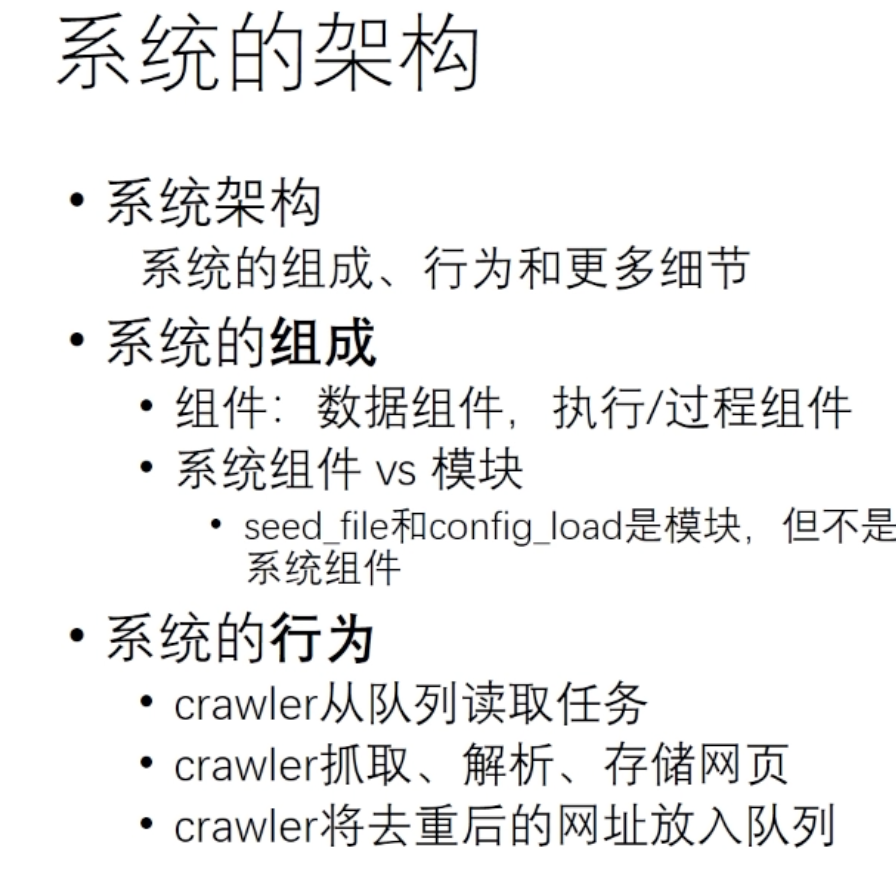 系统的架构
• 系统架构
系统的组成、行为和更多细节
• 系统的组成
• 组件：数据组件，执行/过程组件
• 系统组件 vs 模块
• seed_file和config_load是模块，但不是
系统组件
• 系统的行为
• crawler从队列读取任务
• crawler抓取、解析、存储网页
• crawler将去重后的网址放入队列